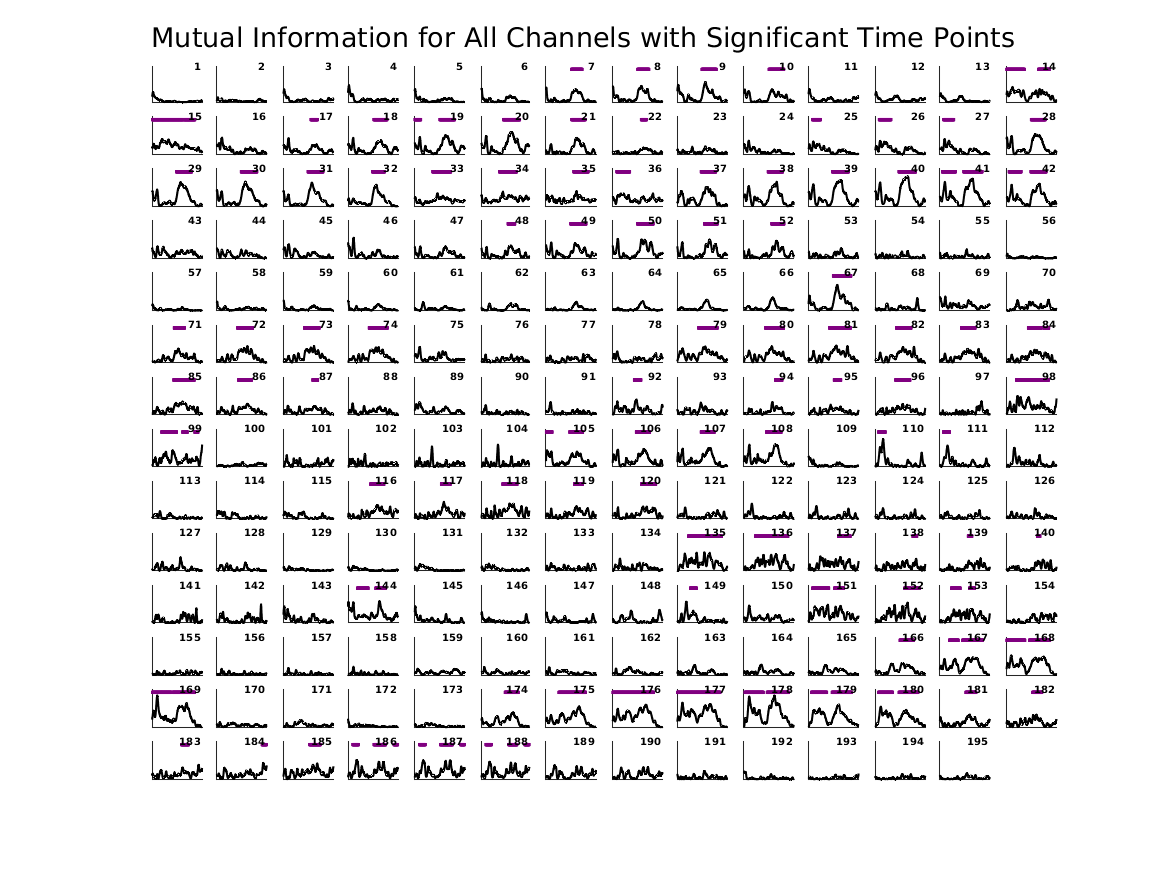 Mutual Information for All Channels with Significant Time Points
1 2 3 4 5 6 7 8 9 10 11 12 13 14
15 16 17 18 19 20 21 22 23 24 25 26 27 28
29 30 31 32 33 34 35 36 37 38 39 40 41 42
43 44 45 46 47 48 49 50 51 52 53 54 55 56
57 58 59 60 61 62 63 64 65 66 67 68 69 70
71 72 73 74 75 76 77 78 79 80 81 82 83 84
85 86 87 88 89 90 91 92 93 94 95 96 97 98
99 100 101 102 103 104 105 106 107 108 109 110 111 112
113 114 115 116 117 118 119 120 121 122 123 124 125 126
127 128 129 130 131 132 133 134 135 136 137 138 139 140
141 142 143 144 145 146 147 148 149 150 151 152 153 154
155 156 157 158 159 160 161 162 163 164 165 166 167 168
169 170 171 172 173 174 175 176 177 178 179 180 181 182
183 184 185 186 187 188 189 190 191 192 193 194 195